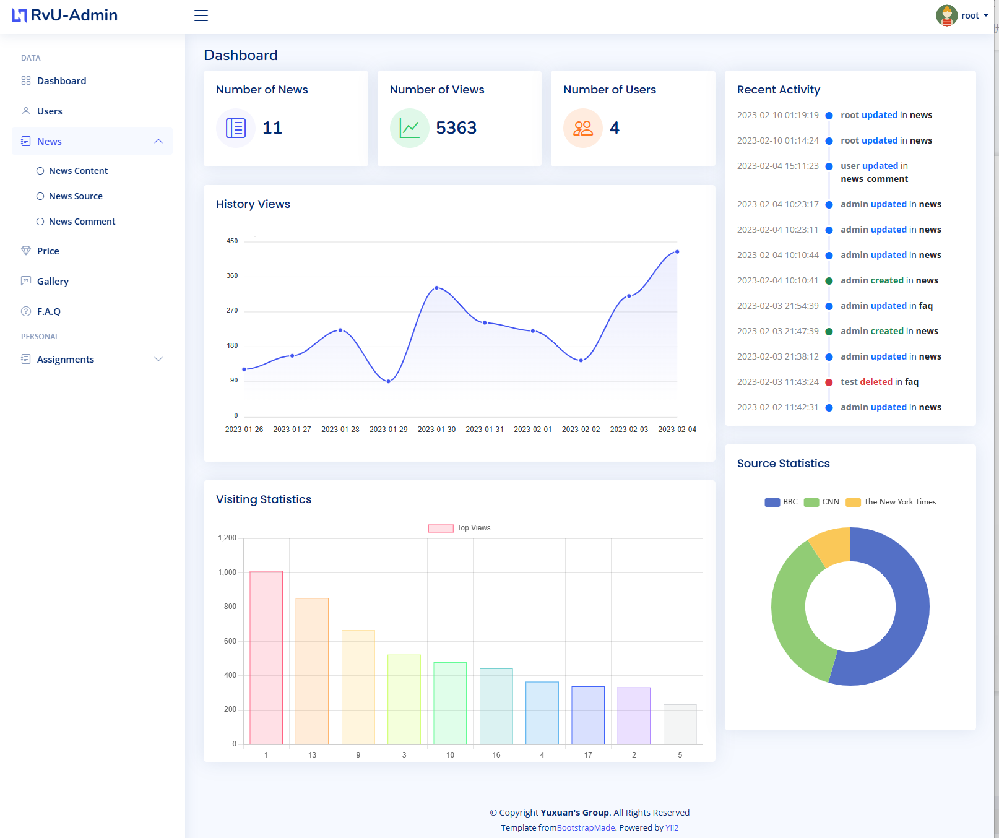 RvU-Admin
root
DATA
Dashboard
Users
News
News Content
News Source
News Comment
Price
Gallery
F.A.Q
PERSONAL
Assignments
Dashboard
Number of News
11
Number of Views
5363
Number of Users
4
History Views
450
360
270
180
90
0
2023-01-26 2023-01-27 2023-01-28 2023-01-29 2023-01-30 2023-01-31 2023-02-01 2023-02-02 2023-02-03 2023-02-04
Visiting Statistics
Top Views
1,200
1,000
800
600
400
200
0
1 13 9 3 10 16 4 17 2 5
Recent Activity
2023-02-10 01:19:19 root updated in news
2023-02-10 01:14:24 root updated in news
2023-02-04 15:11:23 user updated in
news_comment
2023-02-04 10:23:17 admin updated in news
2023-02-04 10:23:11 admin updated in news
2023-02-04 10:10:44 admin updated in news
2023-02-04 10:10:41 admin created in news
2023-02-03 21:54:39 admin updated in faq
2023-02-03 21:47:39 admin created in news
2023-02-03 21:38:12 admin updated in news
2023-02-03 11:43:24 test deleted in faq
2023-02-02 11:42:31 admin updated in news
Source Statistics
BBC CNN The New York Times
© Copyright Yuxuan's Group. All Rights Reserved
Template fromBootstrapMade. Powered by Yii2